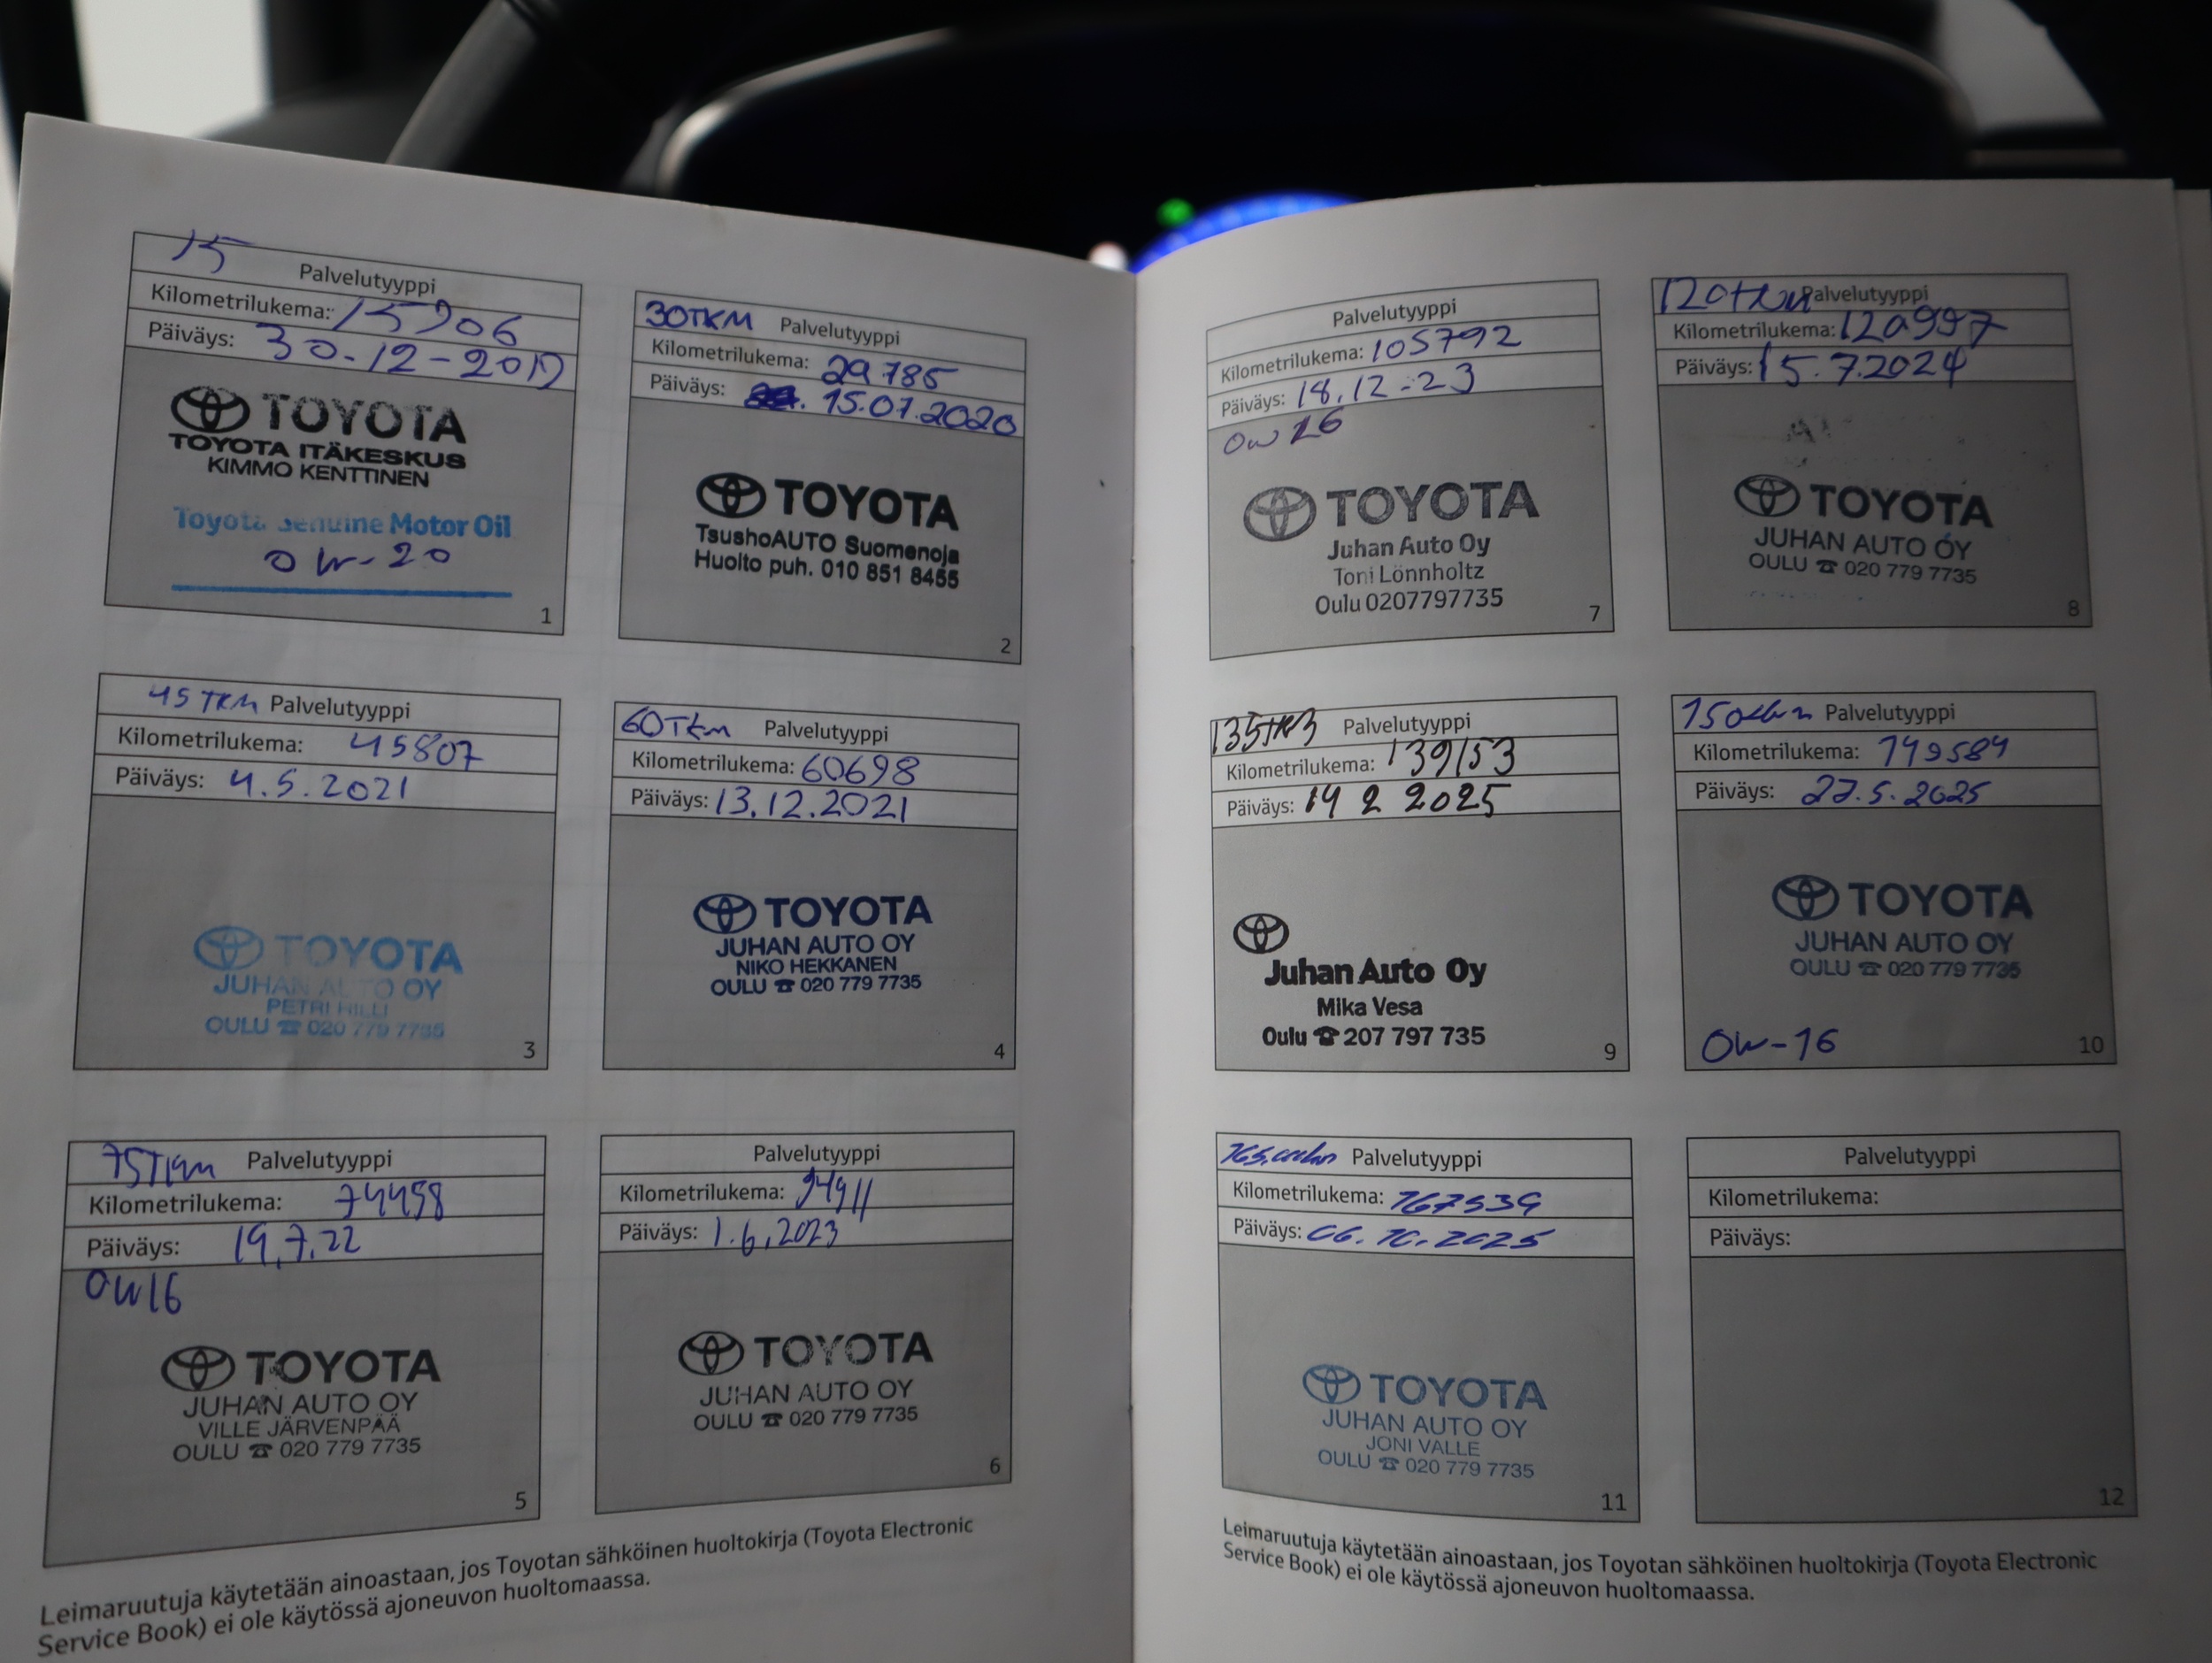 15 Palvelutyyppi
Kilometrilukema: 15906
Päiväys: 30-12-2019
TOYOTA
TOYOTA ITÄKESKUS
KIMMO KENTTINEN
Toyota Genuine Motor Oil
0W-20
1
30TKM Palvelutyyppi
Kilometrilukema: 29785
Päiväys: 15.07.2020
TOYOTA
TsushoAUTO Suomenoja
Huolto puh. 010 851 8455
2
45TKM Palvelutyyppi
Kilometrilukema: 45807
Päiväys: 4.5.2021
TOYOTA
JUHAN AUTO OY
PETRI HILLI
OULU ☎ 020 779 7735
3
60Tkm Palvelutyyppi
Kilometrilukema: 60698
Päiväys: 13.12.2021
TOYOTA
JUHAN AUTO OY
NIKO HEKKANEN
OULU ☎ 020 779 7735
4
75Tkm Palvelutyyppi
Kilometrilukema: 74498
Päiväys: 19.7.22
0W16
TOYOTA
JUHAN AUTO OY
VILLE JÄRVENPÄÄ
OULU ☎ 020 779 7735
5
Palvelutyyppi
Kilometrilukema: 94911
Päiväys: 1.6.2023
TOYOTA
JUHAN AUTO OY
OULU ☎ 020 779 7735
6
Leimaruutuja käytetään ainoastaan, jos Toyotan sähköinen huoltokirja (Toyota Electronic
Service Book) ei ole käytössä ajoneuvon huoltomaassa.
Palvelutyyppi
Kilometrilukema: 105792
Päiväys: 18.12-23
0W 16
TOYOTA
Juhan Auto Oy
Toni Lönnholtz
Oulu 0207797735
7
120tkm Palvelutyyppi
Kilometrilukema: 120997
Päiväys: 15.7.2024
TOYOTA
JUHAN AUTO OY
OULU ☎ 020 779 7735
8
Palvelutyyppi
Kilometrilukema: 139153
Päiväys: 19 2 2025
Juhan Auto Oy
Mika Vesa
Oulu ☎ 207 797 735
9
150tkm Palvelutyyppi
Kilometrilukema: 149589
Päiväys: 27.5.2025
TOYOTA
JUHAN AUTO OY
OULU ☎ 020 779 7735
0W-16
10
Palvelutyyppi
Kilometrilukema: 167539
Päiväys: 06.10.2025
TOYOTA
JUHAN AUTO OY
JONI VALLE
OULU ☎ 020 779 7735
11
Palvelutyyppi
Kilometrilukema:
Päiväys:
12
Leimaruutuja käytetään ainoastaan, jos Toyotan sähköinen huoltokirja (Toyota Electronic
Service Book) ei ole käytössä ajoneuvon huoltomaassa.